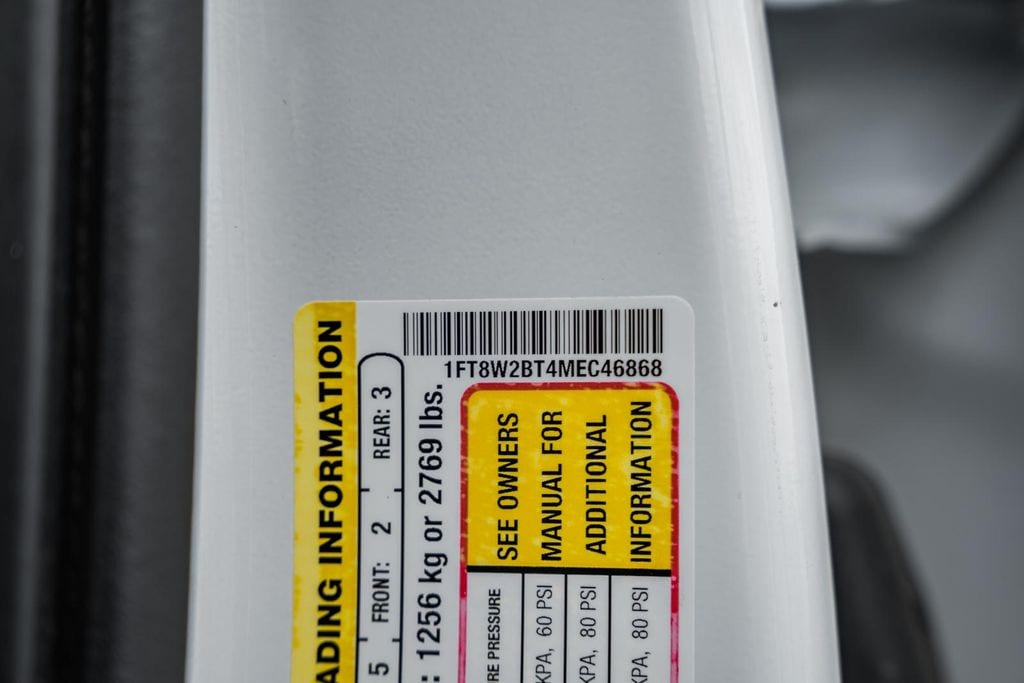 1FT8W2BT4MEC46868
ADING INFORMATION
5 FRONT: 2 REAR: 3
: 1256 kg or 2769 lbs.
SEE OWNERS
MANUAL FOR
ADDITIONAL
INFORMATION
RE PRESSURE
KPA, 60 PSI
KPA, 80 PSI
KPA, 80 PSI